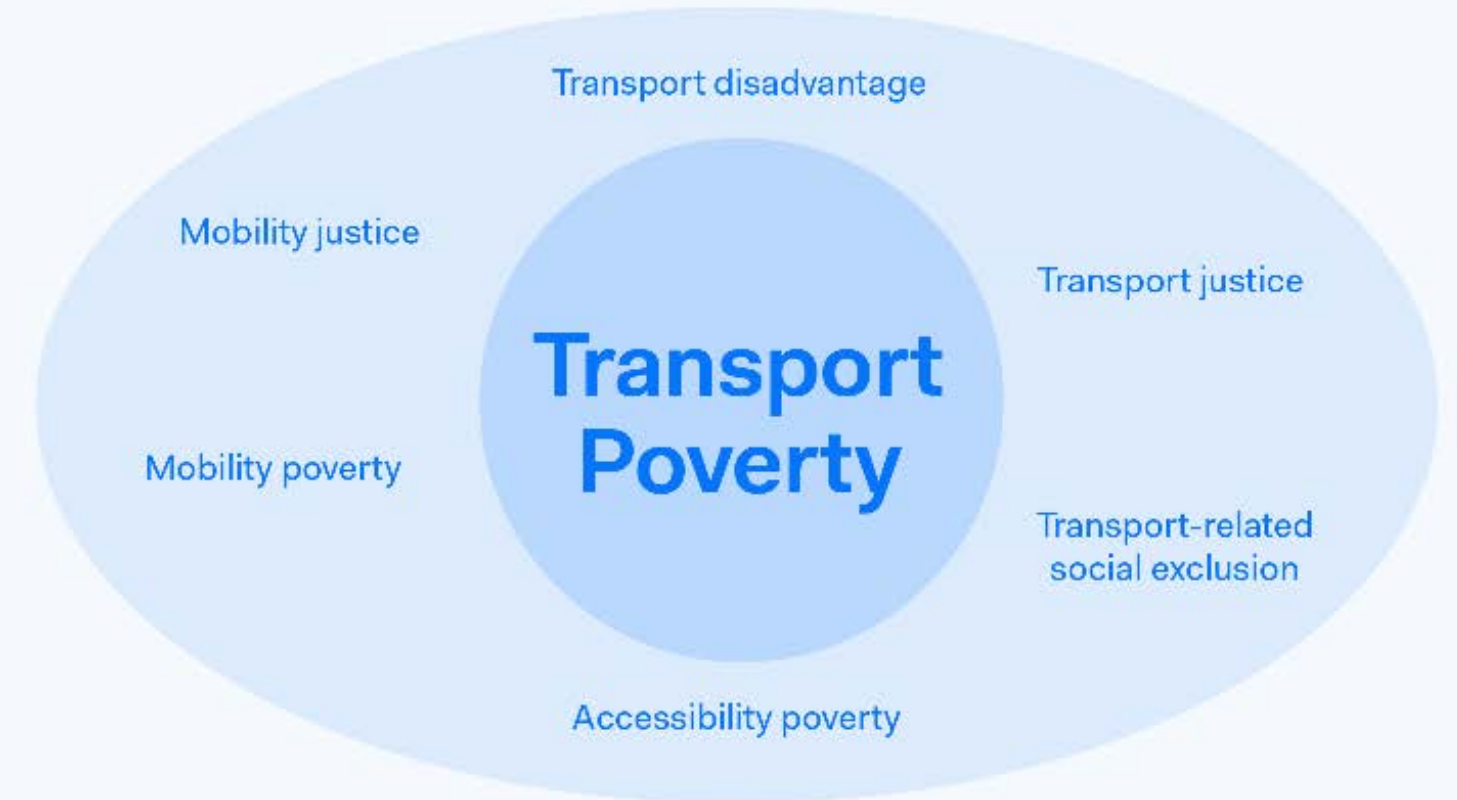 Transport disadvantage
Mobility justice
Transport justice
Transport
Poverty
Mobility poverty
Transport-related
social exclusion
Accessibility poverty